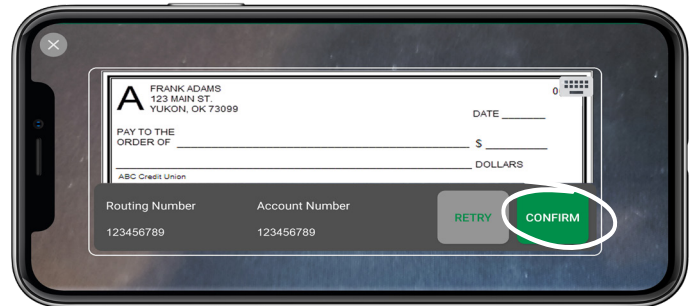 A
FRANK ADAMS
123 MAIN ST.
YUKON, OK 73099
0
DATE
PAY TO THE
ORDER OF
$
DOLLARS
ABC Credit Union
Routing Number
Account Number
123456789
123456789
RETRY
CONFIRM